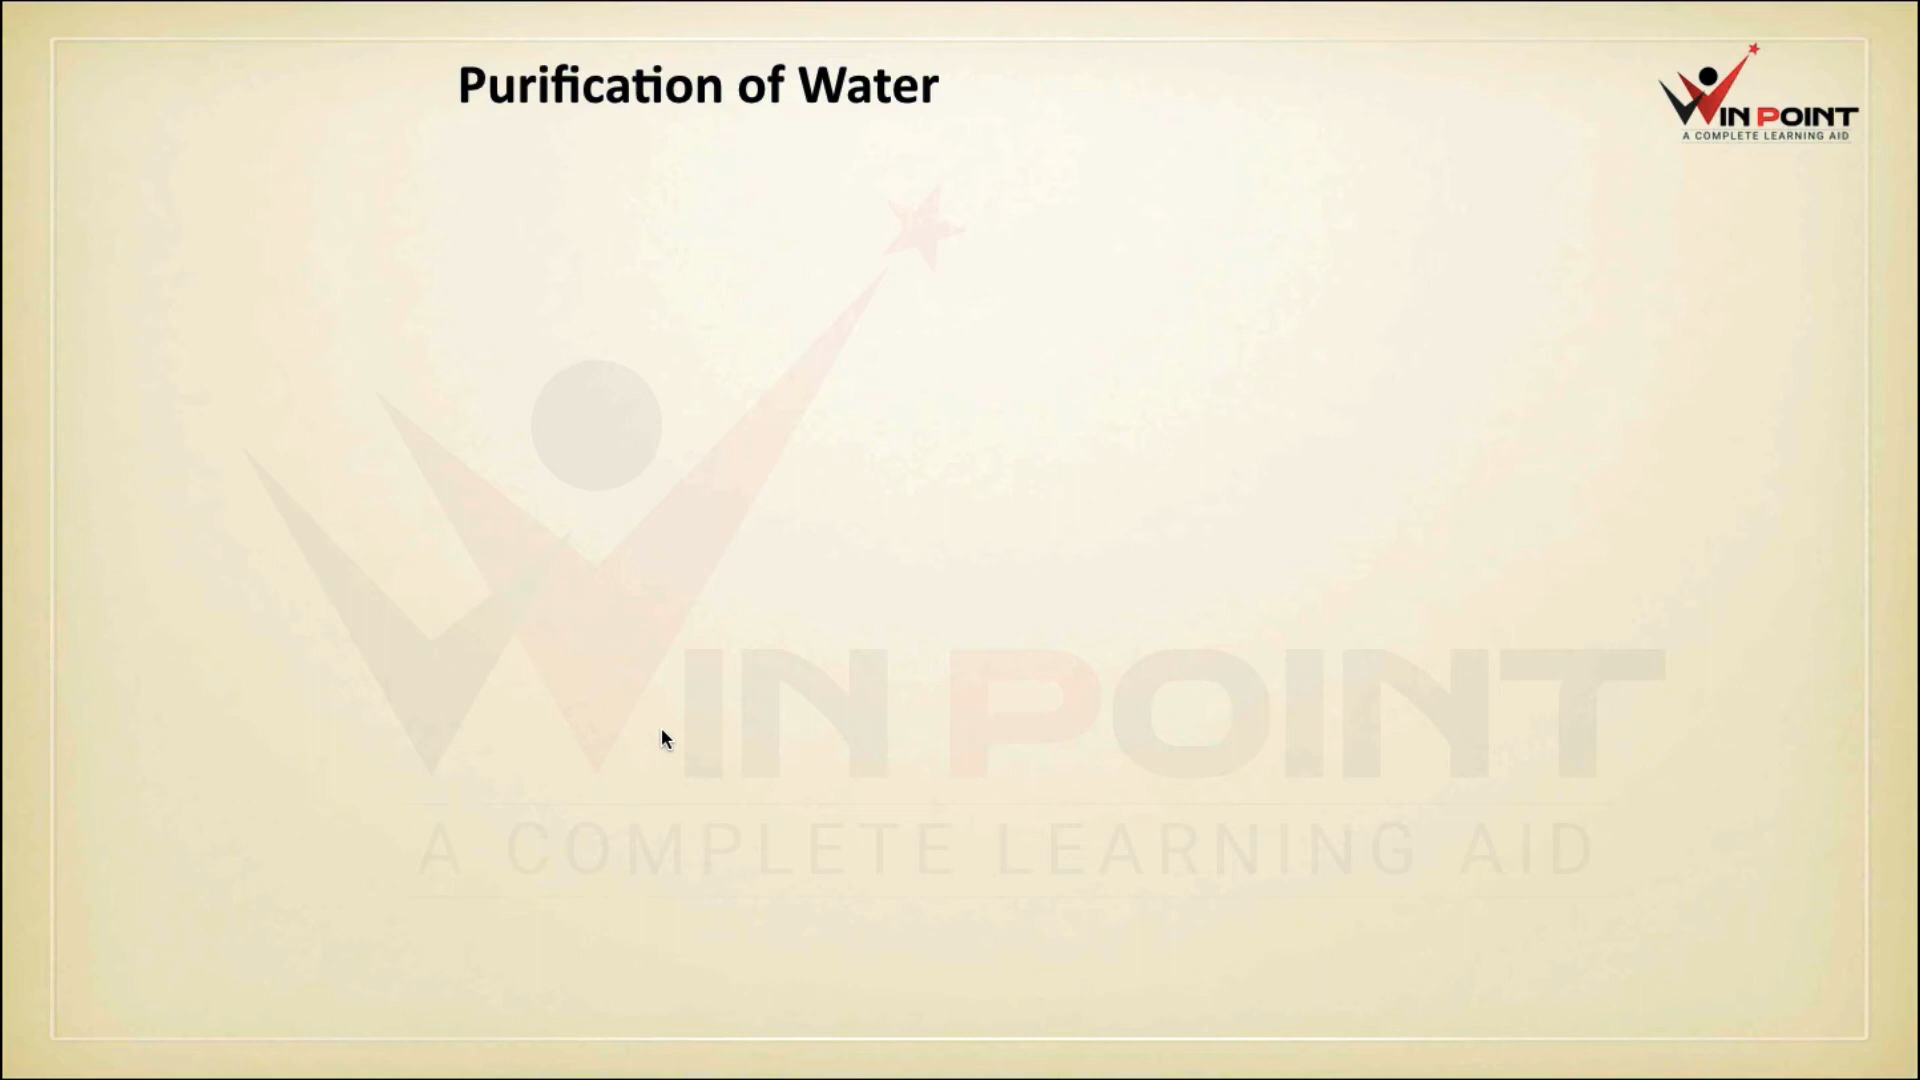 Purification of Water
WIN POINT
A COMPLETE LEARNING AID
WIN POINT
A COMPLETE LEARNING AID